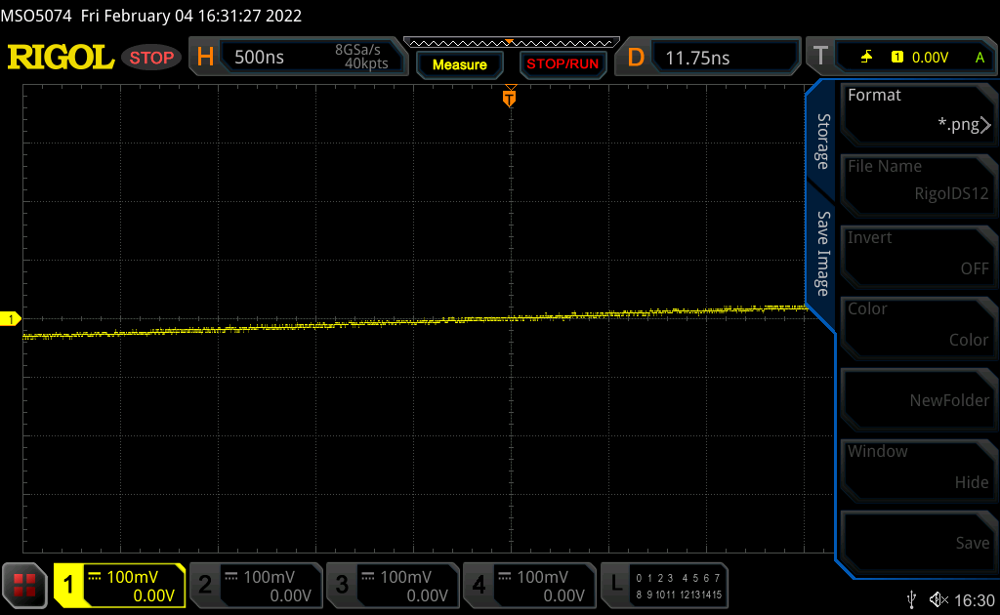 MSO5074 Fri February 04 16:31:27 2022
RIGOL STOP H 500ns 8GSa/s 40kpts Measure STOP/RUN D 11.75ns T 1 0.00V A
T
Storage
Save Image
Format
*.png
File Name
RigolDS12
Invert
OFF
Color
Color
NewFolder
Window
Hide
Save
1
1 100mV 0.00V
2 100mV 0.00V
3 100mV 0.00V
4 100mV 0.00V
L 0 1 2 3 4 5 6 7
8 9 10 11 12 13 14 15
16:30